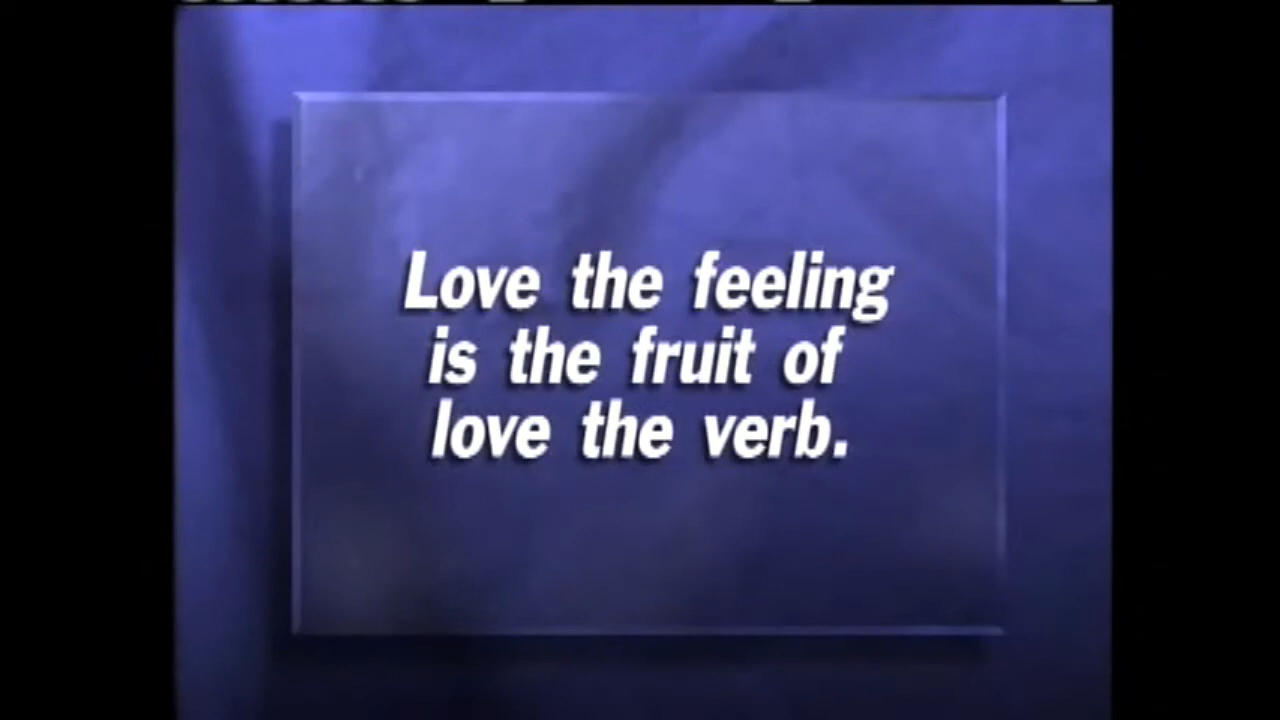 Love the feeling
is the fruit of
love the verb.